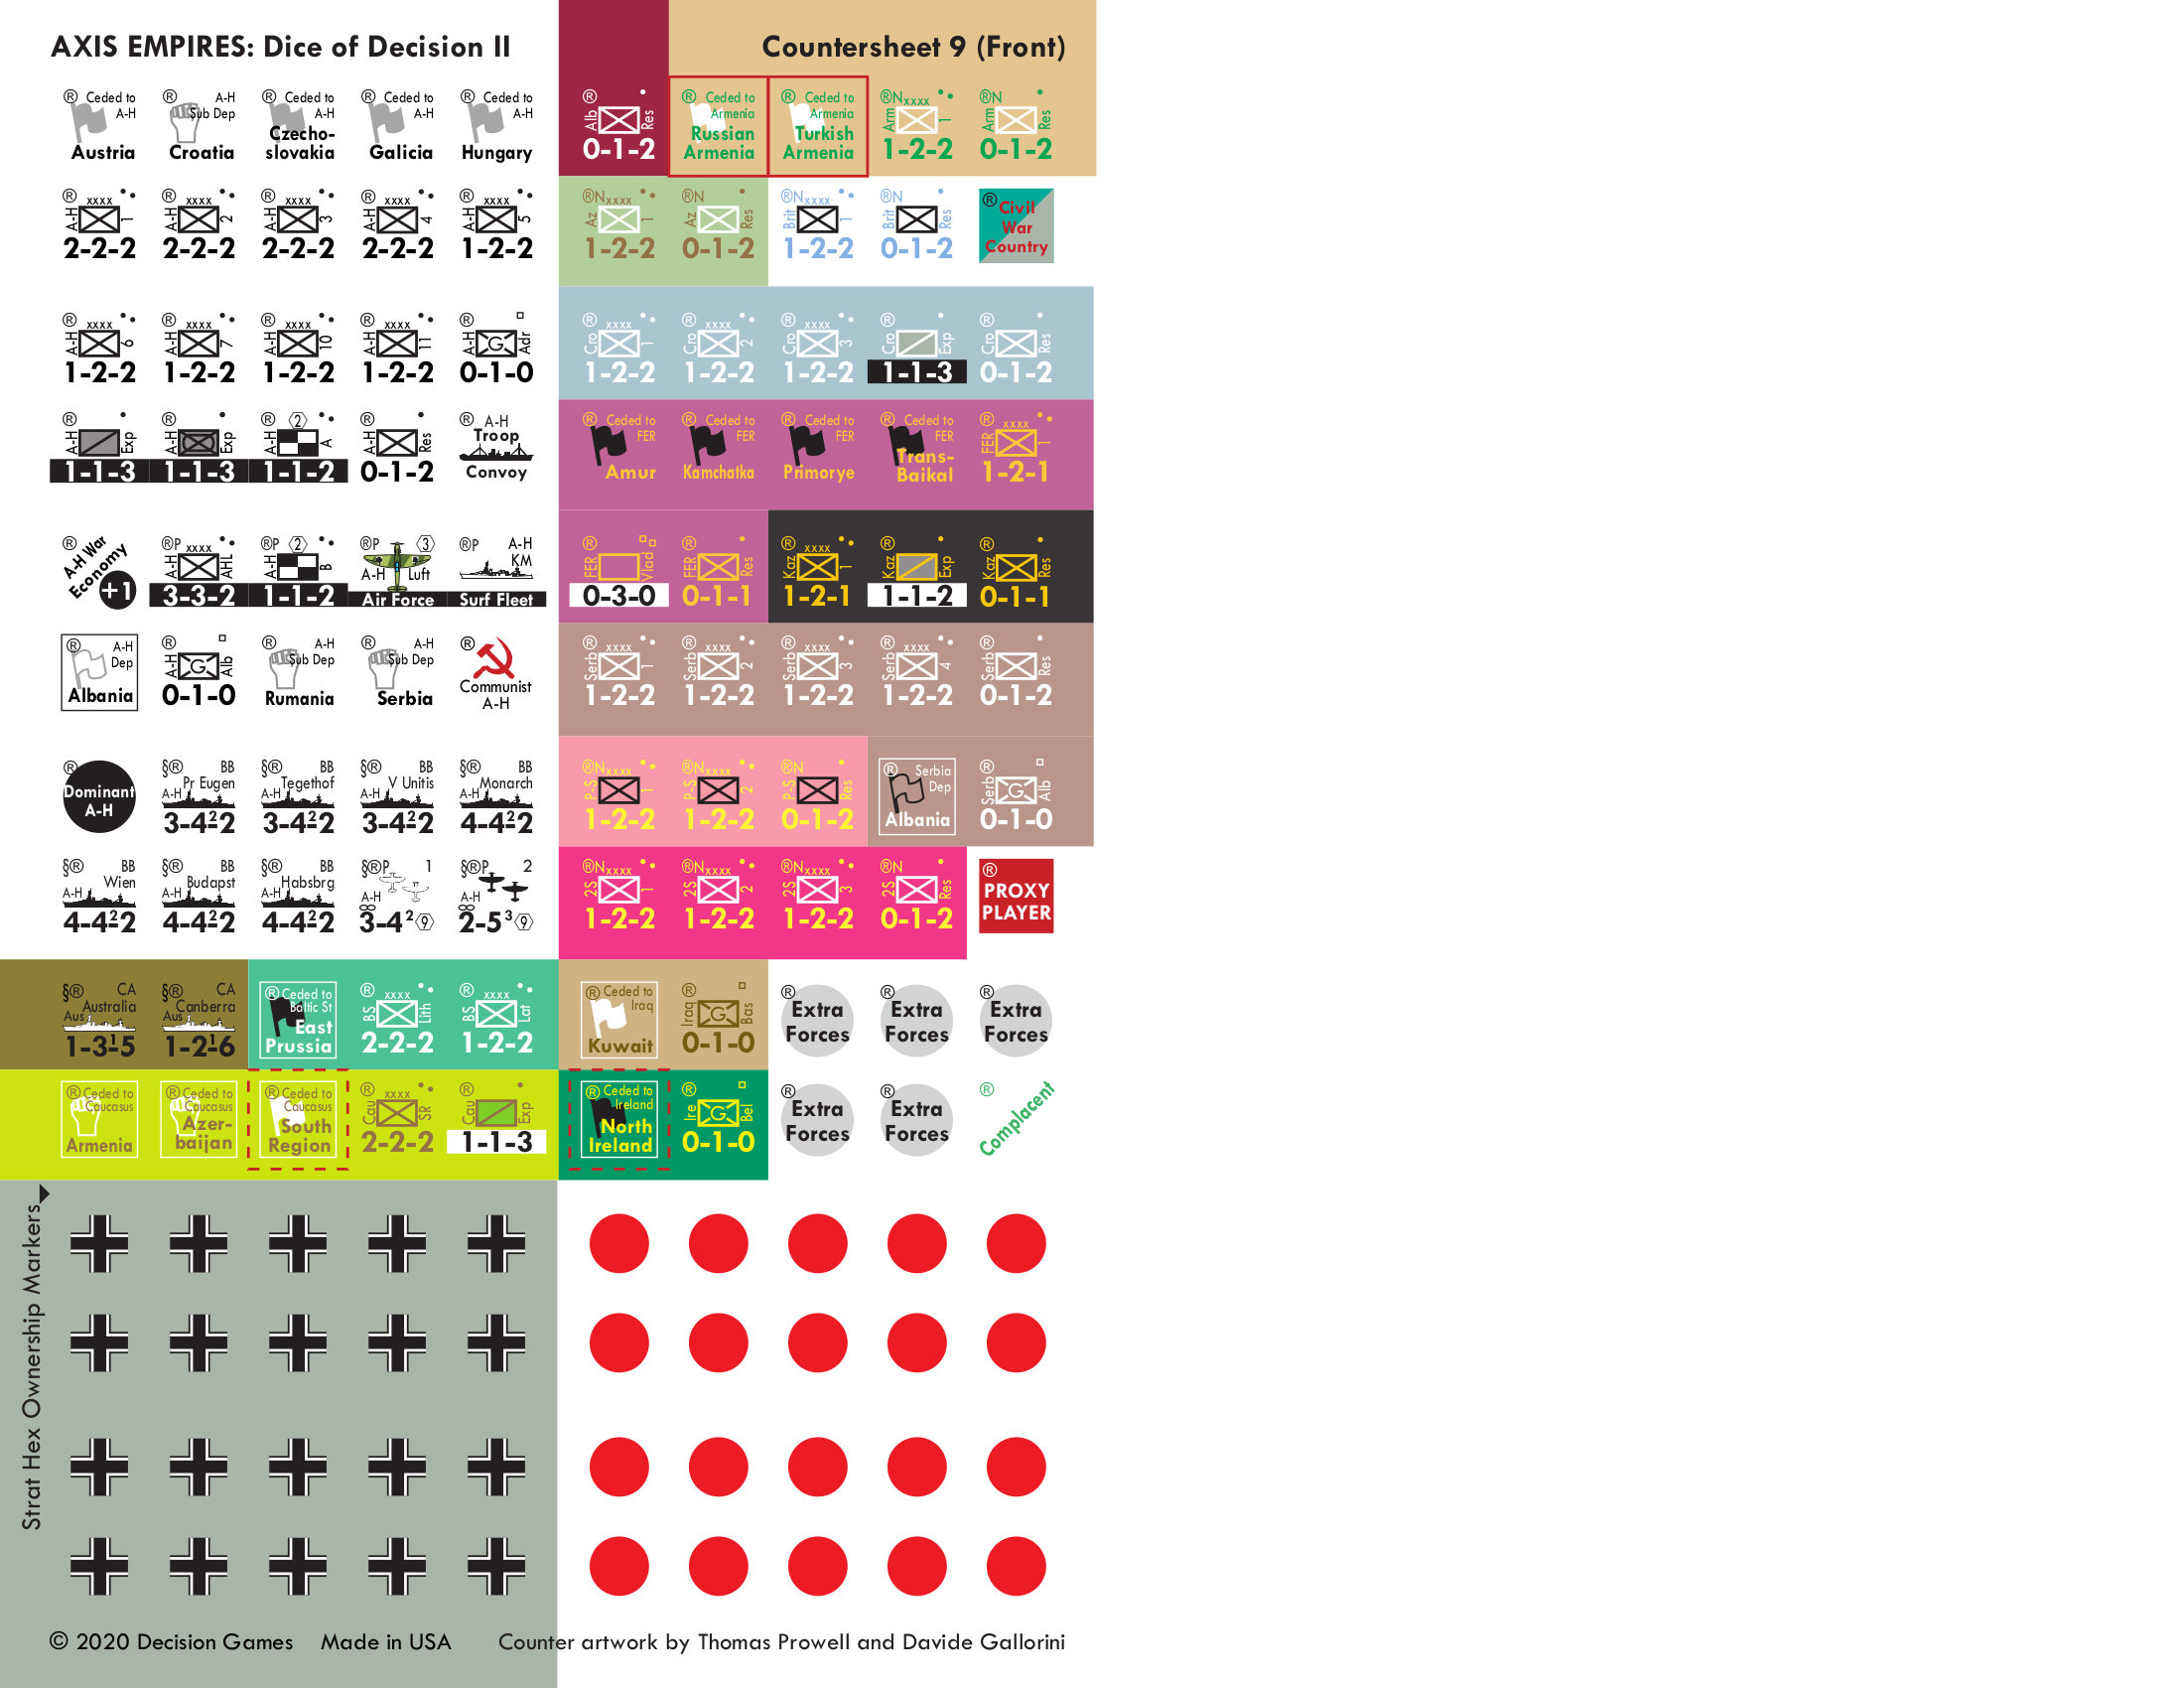 AXIS EMPIRES: Dice of Decision II
Countersheet 9 (Front)
® Ceded to A-H Austria
® A-H Sub Dep Croatia
® Ceded to A-H Czecho-slovakia
® Ceded to A-H Galicia
® Ceded to A-H Hungary
® Alb Res 0-1-2
® Ceded to Armenia Russian Armenia
® Ceded to Armenia Turkish Armenia
®N xxxx Arm 1 1-2-2
®N Arm Res 0-1-2
® xxxx A-H 1 2-2-2
® xxxx A-H 2 2-2-2
® xxxx A-H 3 2-2-2
® xxxx A-H 4 2-2-2
® xxxx A-H 5 1-2-2
®N xxxx Az 1 1-2-2
®N Az Res 0-1-2
®N xxxx Brit 1 1-2-2
®N Brit Res 0-1-2
® Civil War Country
® xxxx A-H 6 1-2-2
® xxxx A-H 7 1-2-2
® xxxx A-H 10 1-2-2
® xxxx A-H 11 1-2-2
® A-H G Adr 0-1-0
® xxxx Cro 1 1-2-2
® xxxx Cro 2 1-2-2
® xxxx Cro 3 1-2-2
® Cro Exp 1-1-3
® Cro Res 0-1-2
® A-H Exp 1-1-3
® A-H Exp 1-1-3
® 2 A-H A 1-1-2
® A-H Res 0-1-2
® A-H Troop Convoy
® Ceded to FER Amur
® Ceded to FER Kamchatka
® Ceded to FER Primorye
® Ceded to FER Trans-Baikal
® xxxx FER 1 1-2-1
® A-H War Economy +1
®P xxxx A-H AHL 3-3-2
®P 2 A-H B 1-1-2
®P 3 A-H Luft Air Force
®P A-H KM Surf Fleet
® FER Vlad 0-3-0
® FER Res 0-1-1
® xxxx Kaz 1 1-2-1
® Kaz Exp 1-1-2
® Kaz Res 0-1-1
® A-H Dep Albania
® A-H G Alb 0-1-0
® A-H Sub Dep Rumania
® A-H Sub Dep Serbia
® Communist A-H
® xxxx Serb 1 1-2-2
® xxxx Serb 2 1-2-2
® xxxx Serb 3 1-2-2
® xxxx Serb 4 1-2-2
® Serb Res 0-1-2
® Dominant A-H
§® BB Pr Eugen A-H 3-4²2
§® BB Tegethof A-H 3-4²2
§® BB V Unitis A-H 3-4²2
§® BB Monarch A-H 4-4²2
®N xxxx P-S 1 1-2-2
®N xxxx P-S 2 1-2-2
®N P-S Res 0-1-2
® Serbia Dep Albania
® Serb G Alb 0-1-0
§® BB Wien A-H 4-4²2
§® BB Budapst A-H 4-4²2
§® BB Habsbrg A-H 4-4²2
§®P 1 A-H 3-4² 9
§®P 2 A-H 2-5³ 9
®N xxxx 2S 1 1-2-2
®N xxxx 2S 2 1-2-2
®N xxxx 2S 3 1-2-2
®N 2S Res 0-1-2
® PROXY PLAYER
§® CA Australia Aus 1-3¹5
§® CA Canberra Aus 1-2¹6
® Ceded to Baltic St East Prussia
® xxxx BS Lith 2-2-2
® xxxx BS Lat 1-2-2
® Ceded to Iraq Kuwait
® Iraq G Bas 0-1-0
® Extra Forces
® Extra Forces
® Extra Forces
® Ceded to Caucasus Armenia
® Ceded to Caucasus Azer-baijan
® Ceded to Caucasus South Region
® xxxx Cau SR 2-2-2
® Cau Exp 1-1-3
® Ceded to Ireland North Ireland
® Ire G Bel 0-1-0
® Extra Forces
® Extra Forces
® Complacent
Strat Hex Ownership Markers
© 2020 Decision Games Made in USA Counter artwork by Thomas Prowell and Davide Gallorini